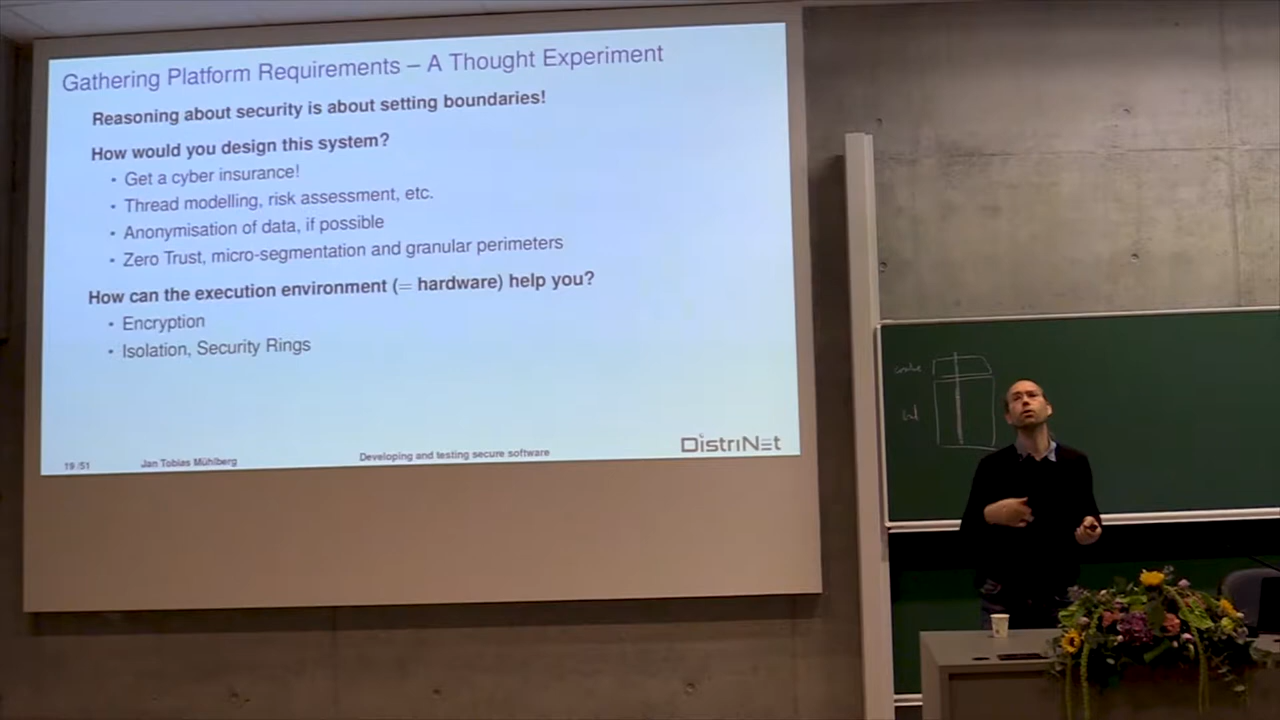 Gathering Platform Requirements – A Thought Experiment
Reasoning about security is about setting boundaries!
How would you design this system?
• Get a cyber insurance!
• Thread modelling, risk assessment, etc.
• Anonymisation of data, if possible
• Zero Trust, micro-segmentation and granular perimeters
How can the execution environment (= hardware) help you?
• Encryption
• Isolation, Security Rings
19 /51 Jan Tobias Mühlberg Developing and testing secure software DistriNet